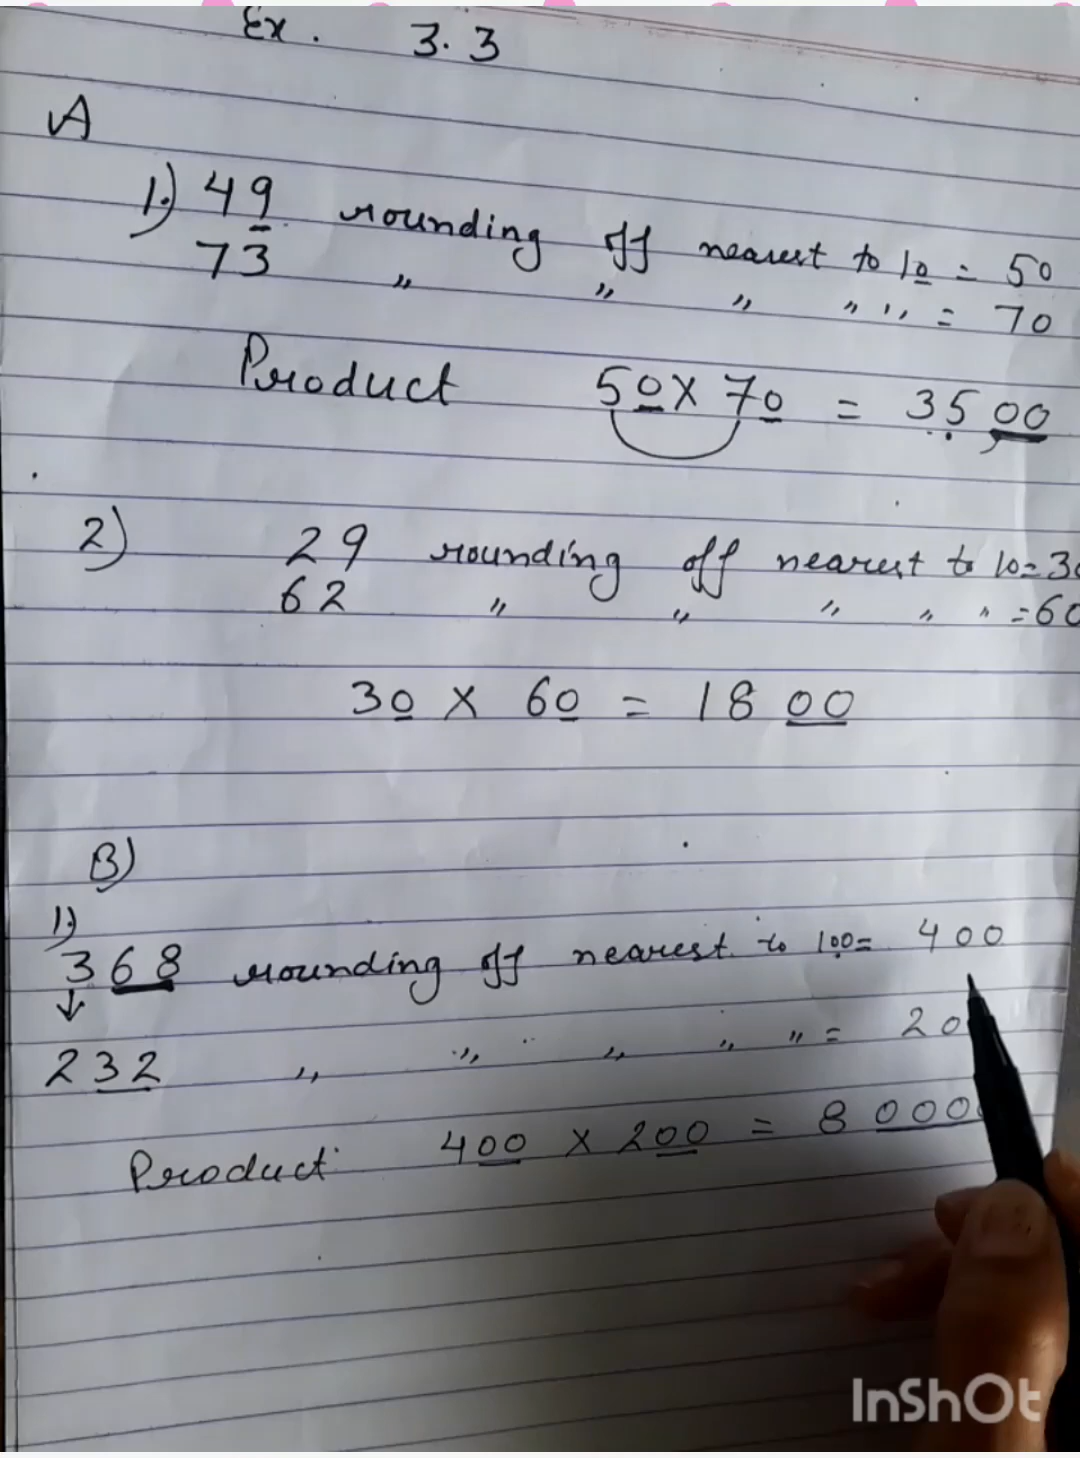 Ex. 3.3
A
1.) 49 rounding off nearest to 10 = 50
73 " " " " " = 70
Product 50 x 70 = 3500
2) 29 rounding off nearest to 10 = 30
62 " " " " " = 60
30 x 60 = 1800
B)
1.)
368 rounding off nearest to 100 = 400
↓
232 " " " " " = 20
Product 400 x 200 = 8000
InShOt